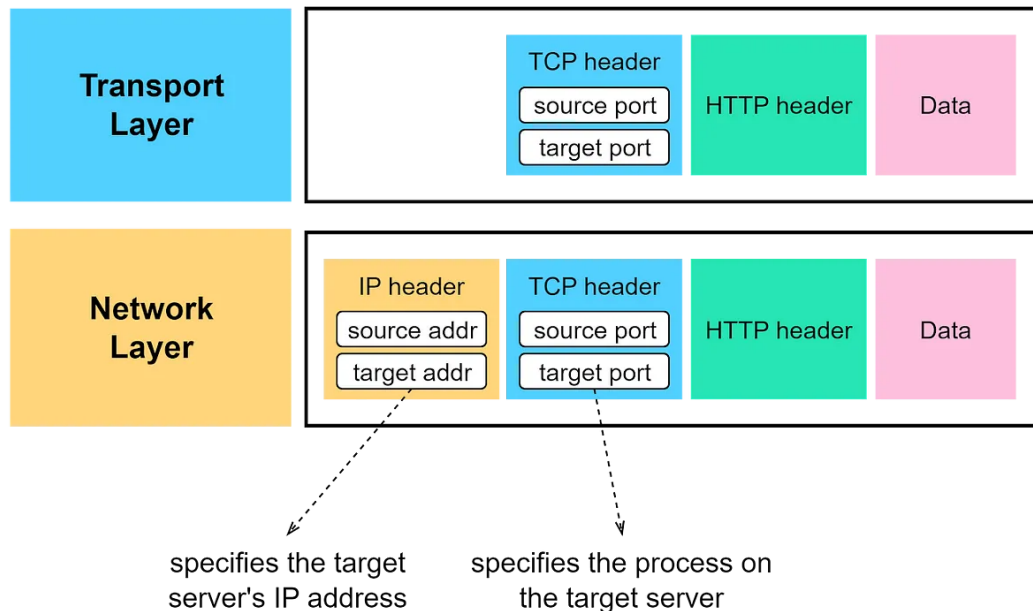 Transport
Layer
TCP header
source port
target port
HTTP header
Data
Network
Layer
IP header
source addr
target addr
TCP header
source port
target port
HTTP header
Data
specifies the target
server's IP address
specifies the process on
the target server